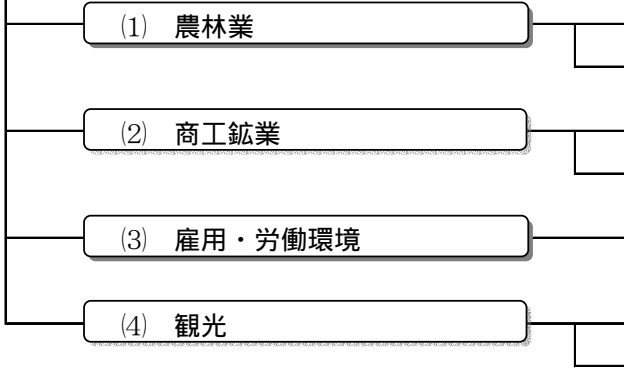 ⑴ 農林業
⑵ 商工鉱業
⑶ 雇用・労働環境
⑷ 観光